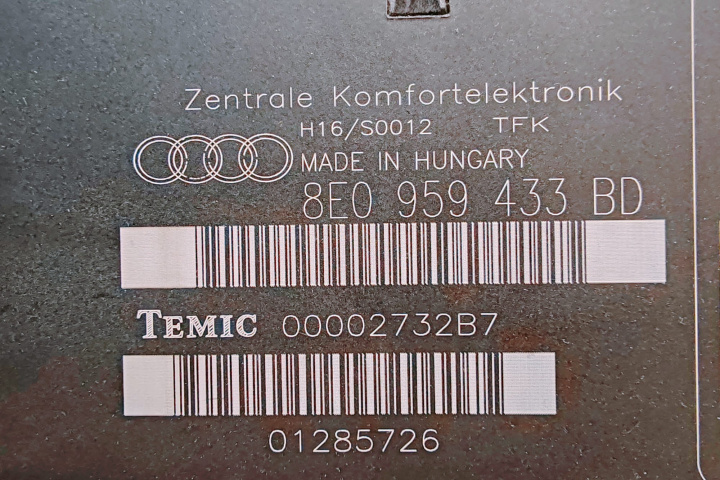 Zentrale Komfortelektronik
H16/S0012 TFK
MADE IN HUNGARY
8E0 959 433 BD
TEMIC 00002732B7
01285726